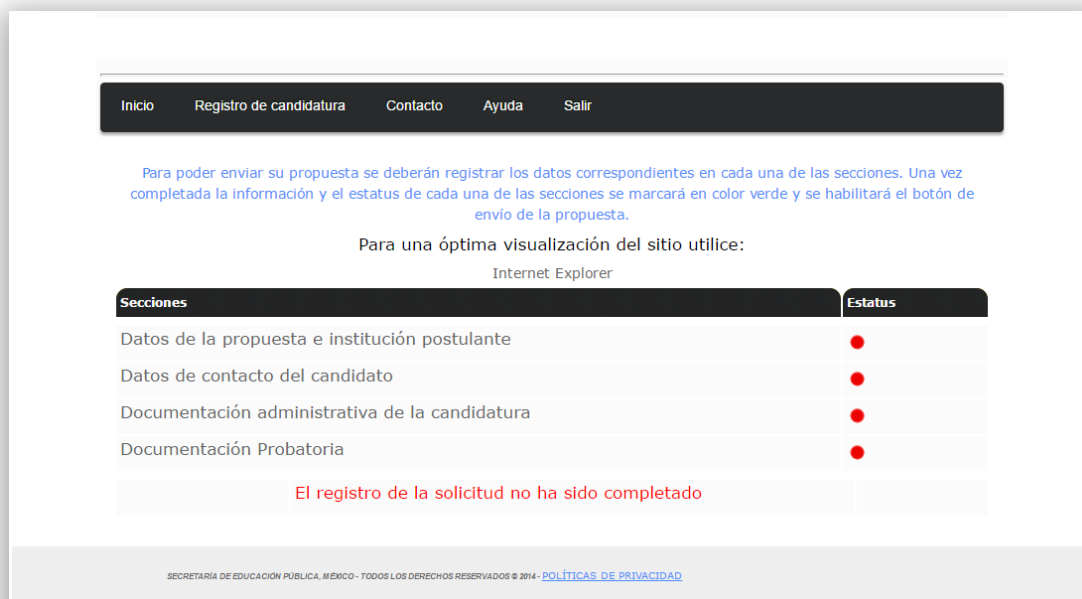 Inicio Registro de candidatura Contacto Ayuda Salir
Para poder enviar su propuesta se deberán registrar los datos correspondientes en cada una de las secciones. Una vez
completada la información y el estatus de cada una de las secciones se marcará en color verde y se habilitará el botón de
envío de la propuesta.
Para una óptima visualización del sitio utilice:
Internet Explorer
Secciones Estatus
Datos de la propuesta e institución postulante
Datos de contacto del candidato
Documentación administrativa de la candidatura
Documentación Probatoria
El registro de la solicitud no ha sido completado
SECRETARÍA DE EDUCACIÓN PÚBLICA, MÉXICO - TODOS LOS DERECHOS RESERVADOS © 2014 - POLÍTICAS DE PRIVACIDAD